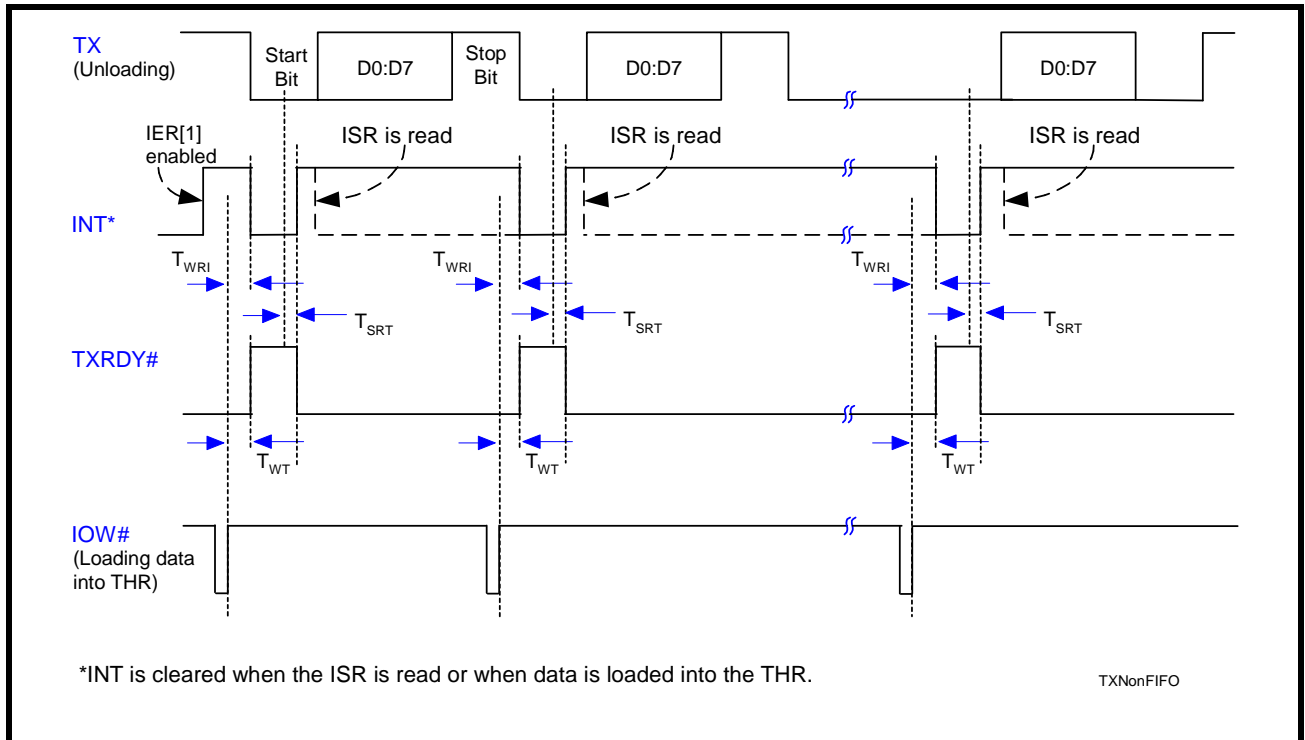 TX
(Unloading)
Start
Bit
D0:D7
Stop
Bit
D0:D7
D0:D7
IER[1]
enabled
ISR is read
ISR is read
ISR is read
INT*
TWRI
TWRI
TWRI
TSRT
TSRT
TSRT
TXRDY#
TWT
TWT
TWT
IOW#
(Loading data
into THR)
*INT is cleared when the ISR is read or when data is loaded into the THR.
TXNonFIFO